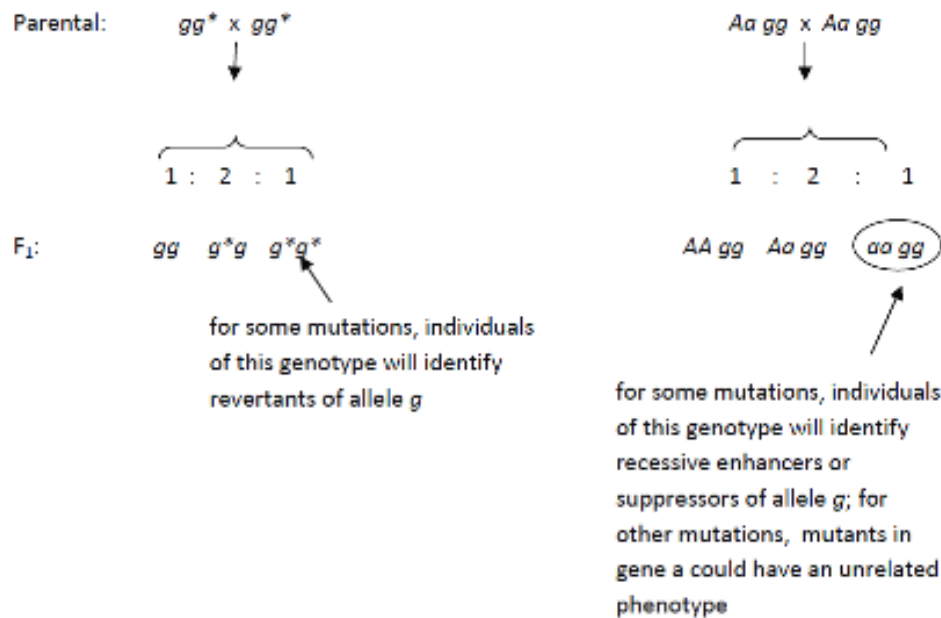 Parental: gg* x gg* Aa gg x Aa gg
1 : 2 : 1 1 : 2 : 1
F₁: gg g*g g*g* AA gg Aa gg aa gg
for some mutations, individuals
of this genotype will identify
revertants of allele g
for some mutations, individuals
of this genotype will identify
recessive enhancers or
suppressors of allele g; for
other mutations, mutants in
gene a could have an unrelated
phenotype